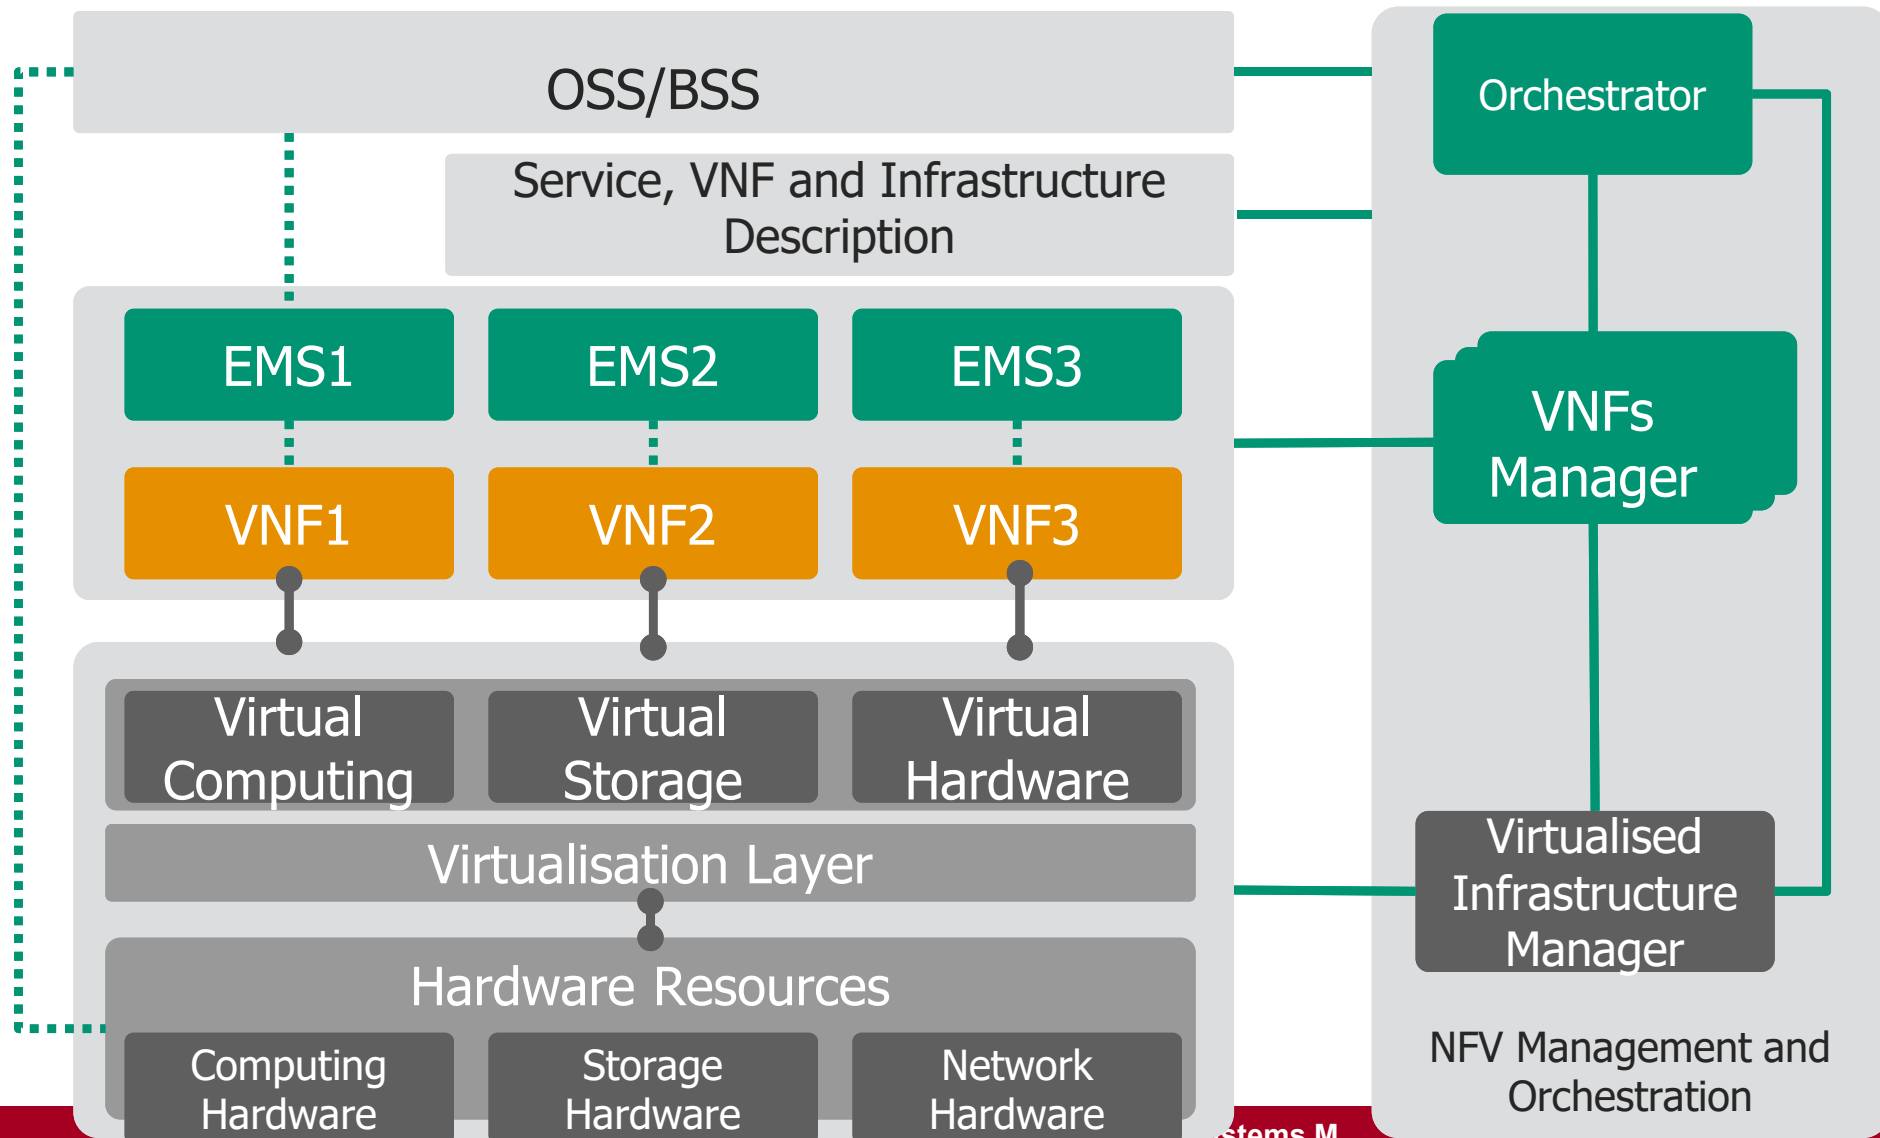 OSS/BSS
Orchestrator
Service, VNF and Infrastructure
Description
EMS1
EMS2
EMS3
VNFs
Manager
VNF1
VNF2
VNF3
Virtual
Computing
Virtual
Storage
Virtual
Hardware
Virtualisation Layer
Virtualised
Infrastructure
Manager
Hardware Resources
Computing
Hardware
Storage
Hardware
Network
Hardware
NFV Management and
Orchestration
stems M